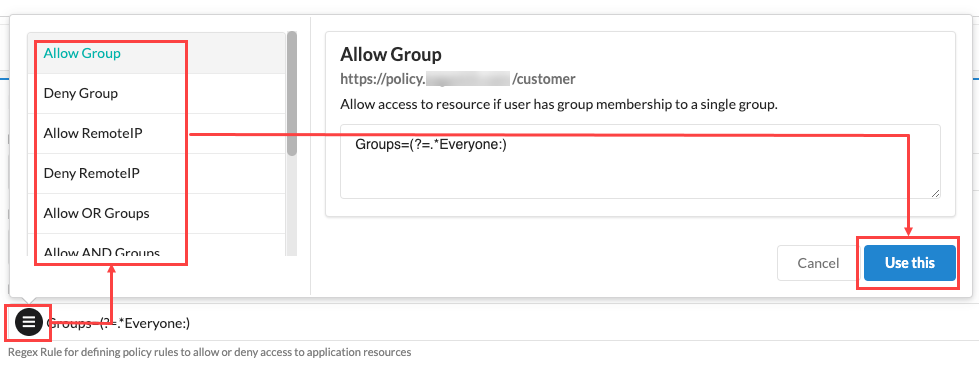 Allow Group
Deny Group
Allow RemoteIP
Deny RemoteIP
Allow OR Groups
Allow AND Groups
Allow Group
https://policy. /customer
Allow access to resource if user has group membership to a single group.
Groups=(?=.*Everyone:)
Cancel
Use this
Groups=(?=.*Everyone:)
Regex Rule for defining policy rules to allow or deny access to application resources